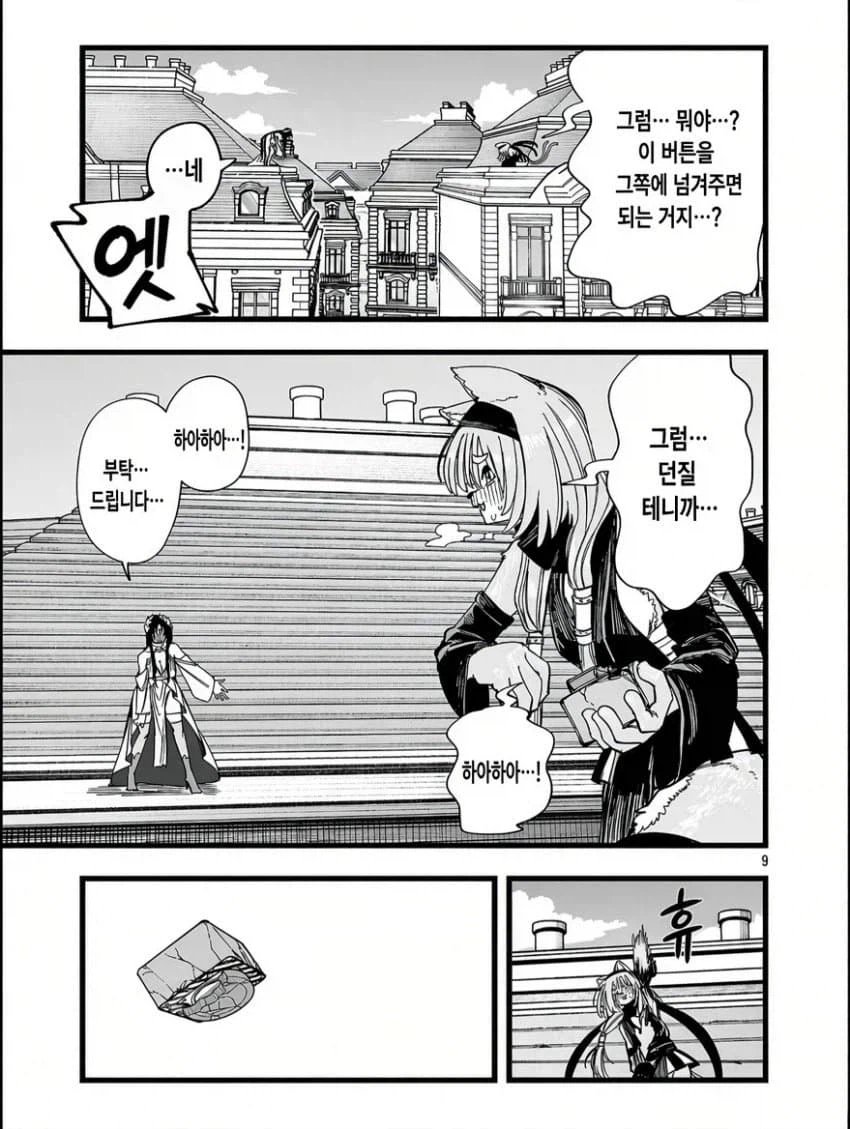 그럼… 뭐야…?
이 버튼을
그쪽에 넘겨주면
되는 거지…?
…네
엣
그럼…
던질
테니까…
하아하아…!
하아하아…!
부탁…
드립니다…
9
휴